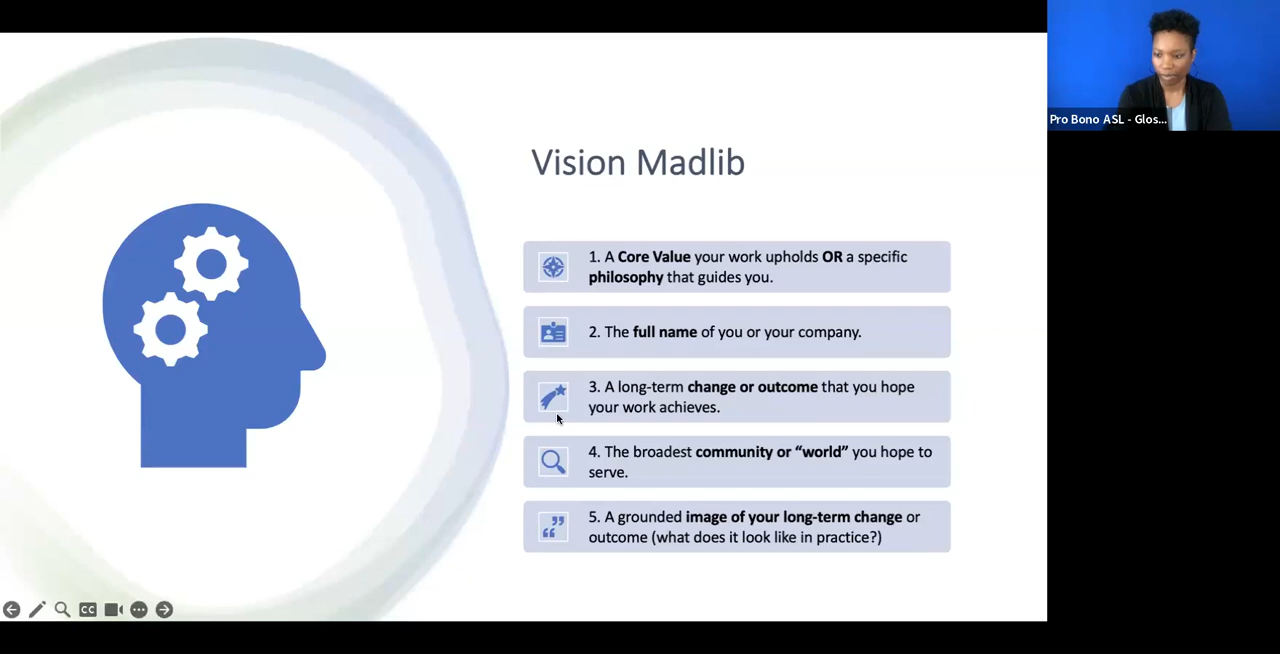 Pro Bono ASL - Glos...
Vision Madlib
1. A Core Value your work upholds OR a specific
philosophy that guides you.
2. The full name of you or your company.
3. A long-term change or outcome that you hope
your work achieves.
4. The broadest community or “world” you hope to
serve.
5. A grounded image of your long-term change or
outcome (what does it look like in practice?)
CC